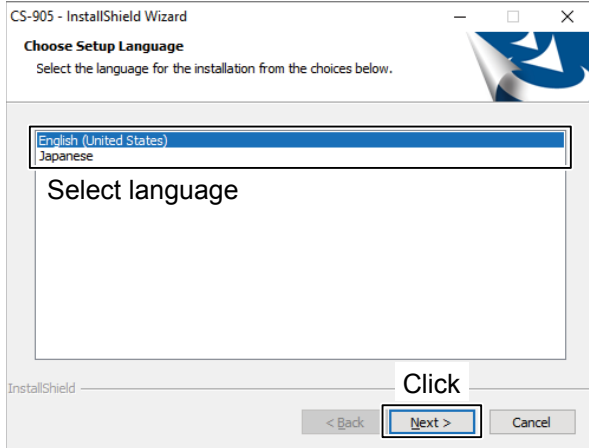 CS-905 - InstallShield Wizard
Choose Setup Language
Select the language for the installation from the choices below.
English (United States)
Japanese
Select language
InstallShield
Click
< Back
Next >
Cancel